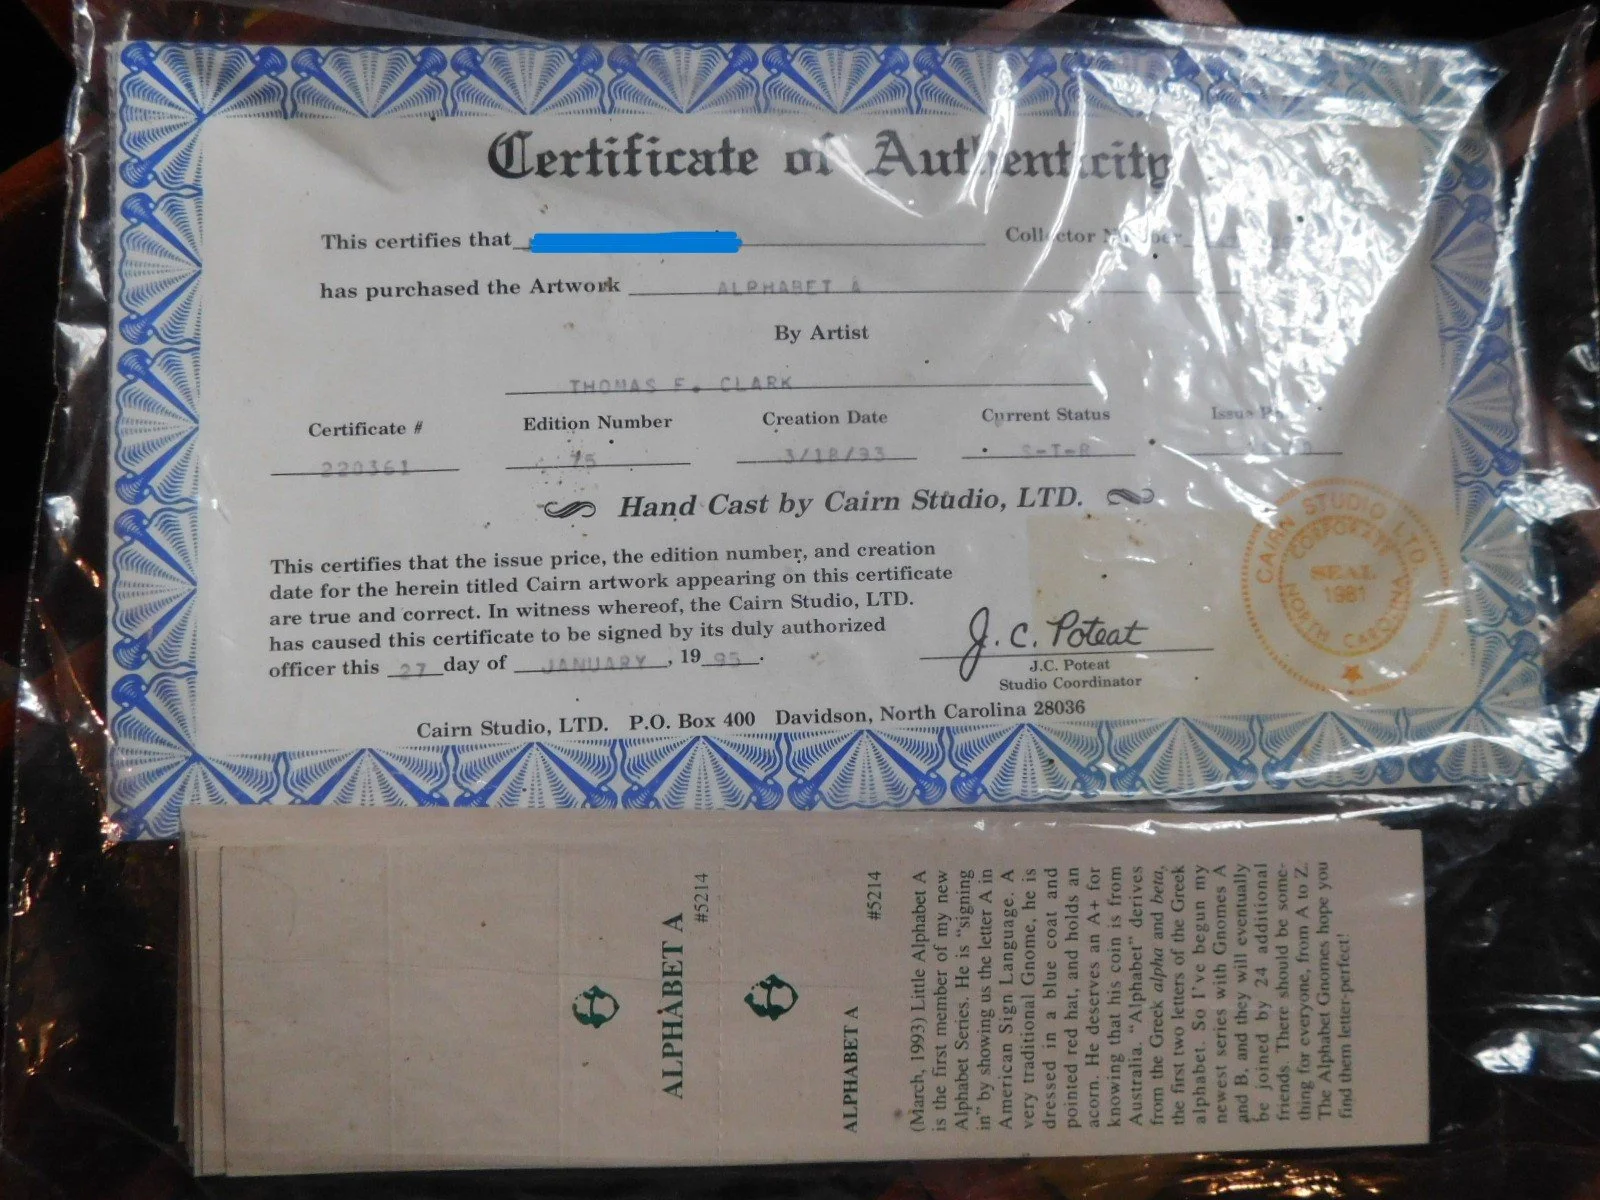 Certificate of Authenticity
This certifies that
Collector Number
has purchased the Artwork ALPHABET A
By Artist
THOMAS F. CLARK
Certificate # Edition Number Creation Date Current Status Issue
220361 75 3/18/93 S-T-R
Hand Cast by Cairn Studio, LTD.
This certifies that the issue price, the edition number, and creation
date for the herein titled Cairn artwork appearing on this certificate
are true and correct. In witness whereof, the Cairn Studio, LTD.
has caused this certificate to be signed by its duly authorized
officer this 27 day of JANUARY, 1995.
J.C. Poteat
J.C. Poteat
Studio Coordinator
CAIRN STUDIO LTD.
CORPORATE
SEAL
1981
NORTH CAROLINA
Cairn Studio, LTD. P.O. Box 400 Davidson, North Carolina 28036
ALPHABET A
#5214
ALPHABET A
#5214
(March, 1993) Little Alphabet A
is the first member of my new
Alphabet Series. He is "signing
in" by showing us the letter A in
American Sign Language. A
very traditional Gnome, he is
dressed in a blue coat and
pointed red hat, and holds an
acorn. He deserves an A+ for
knowing that his coin is from
Australia. "Alphabet" derives
from the Greek alpha and beta,
the first two letters of the Greek
alphabet. So I've begun my
newest series with Gnomes A
and B, and they will eventually
be joined by 24 additional
friends. There should be some-
thing for everyone, from A to Z.
The Alphabet Gnomes hope you
find them letter-perfect!